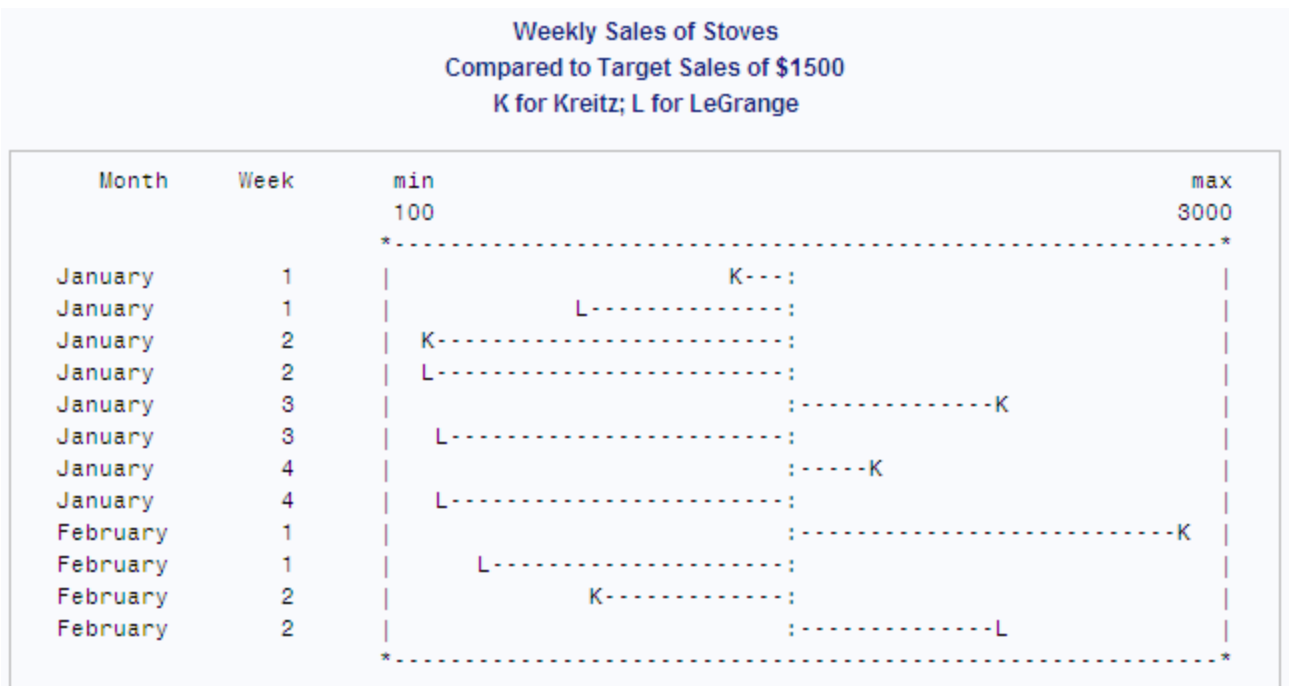 Weekly Sales of Stoves
Compared to Target Sales of $1500
K for Kreitz; L for LeGrange
Month Week min max
100 3000
*-----------------------------------------------------------*
January 1 | K---: |
January 1 | L--------------: |
January 2 | K-------------------------: |
January 2 | L-------------------------: |
January 3 | :--------------K |
January 3 | L------------------------: |
January 4 | :-----K |
January 4 | L------------------------: |
February 1 | :---------------------------K |
February 1 | L---------------------: |
February 2 | K-------------: |
February 2 | :--------------L |
*-----------------------------------------------------------*